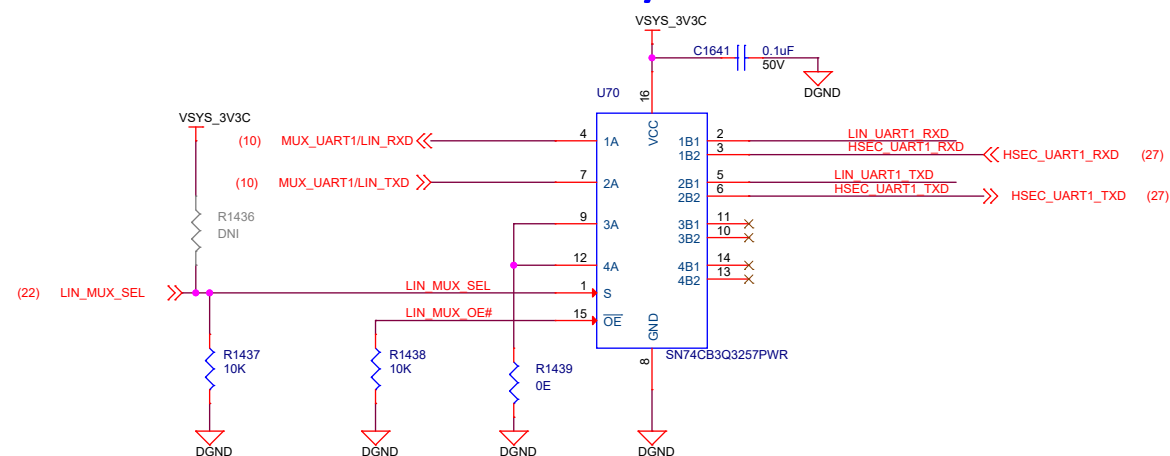 VSYS_3V3C
C1641 0.1uF
50V
DGND
U70
16
VCC
VSYS_3V3C
(10) MUX_UART1/LIN_RXD 4 1A 1B1 2 LIN_UART1_RXD
1B2 3 HSEC_UART1_RXD HSEC_UART1_RXD (27)
(10) MUX_UART1/LIN_TXD 7 2A 2B1 5 LIN_UART1_TXD
2B2 6 HSEC_UART1_TXD HSEC_UART1_TXD (27)
R1436
DNI
9 3A 3B1 11
3B2 10
12 4A 4B1 14
4B2 13
(22) LIN_MUX_SEL LIN_MUX_SEL 1 S
LIN_MUX_OE# 15 OE
GND
8
SN74CB3Q3257PWR
R1437
10K
R1438
10K
R1439
0E
DGND
DGND
DGND
DGND